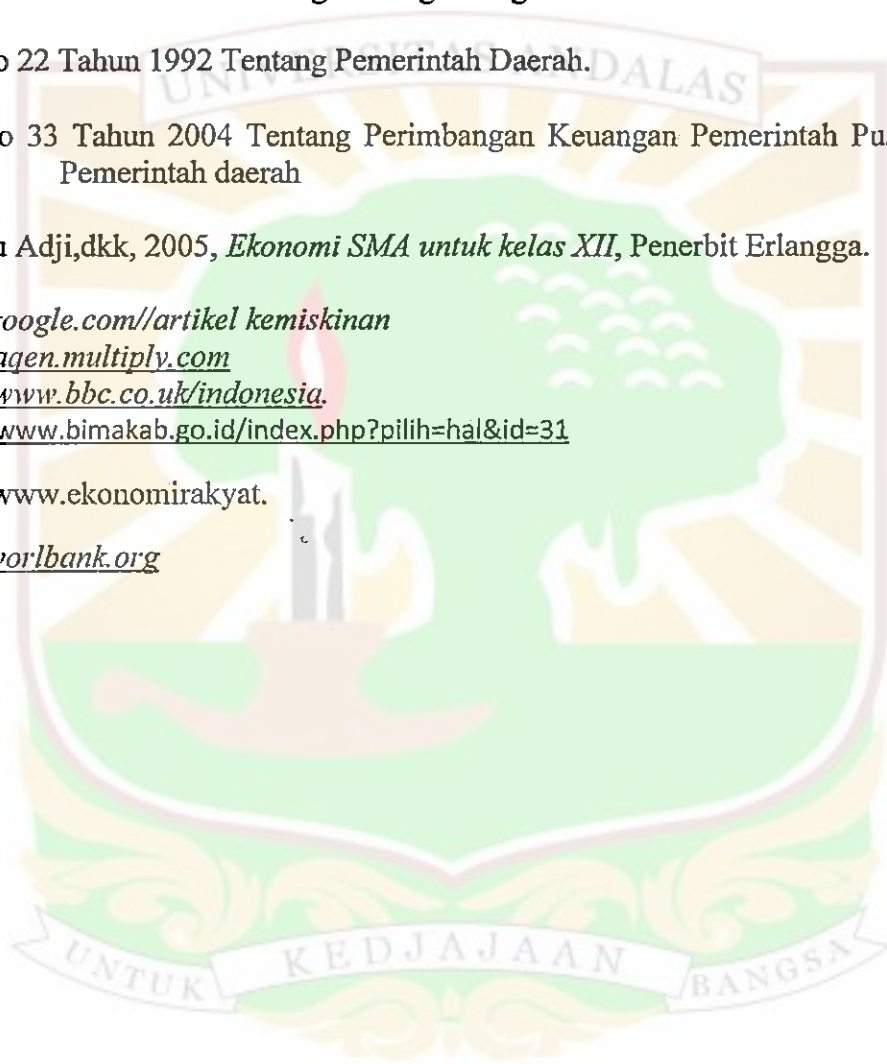 22 Tahun 1992 Tentang Pemerintah Daerah.
33 Tahun 2004 Tentang Perimbangan Keuangan Pemerintah
Pemerintah daerah
Adji,dkk, 2005, Ekonomi SMA untuk kelas XII, Penerbit Erlangga.
oogle.com//artikel kemiskinan
aqen.multiply.com
www.bbc.co.uk/indonesia.
www.bimakab.go.id/index.php?pilih=hal&id=31
www.ekonomirakyat.
orlbank.org
UNIVERSITAS ANDALAS
UNTUK KEDJAJAAN BANGSA